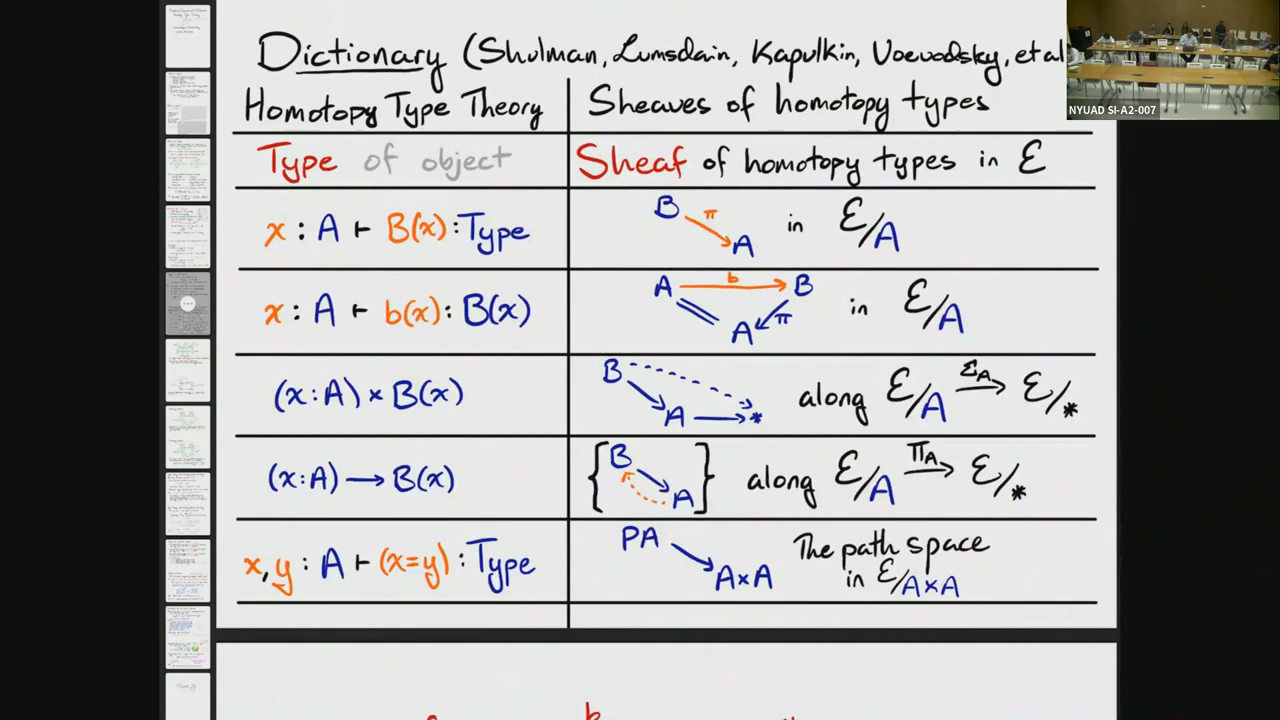 Dictionary (Shulman, Lumsdain, Kapulkin, Voevodsky, et al
Homotopy Type Theory | Sheaves of homotopy types
Type of object | Sheaf of homotopy types in ℰ
x : A ⊢ B(x) : Type | B π A in ℰ/A
x : A ⊢ b(x) : B(x) | A b B A π in ℰ/A
(x : A) × B(x) | B A → * along ℰ/A Σ_A → ℰ/*
(x : A) → B(x) | { B A } along ℰ/A Π_A → ℰ/*
x, y : A ⊢ (x = y) : Type | PA → A×A The path space
in ℰ/A×A
NYUAD SI-A2-007